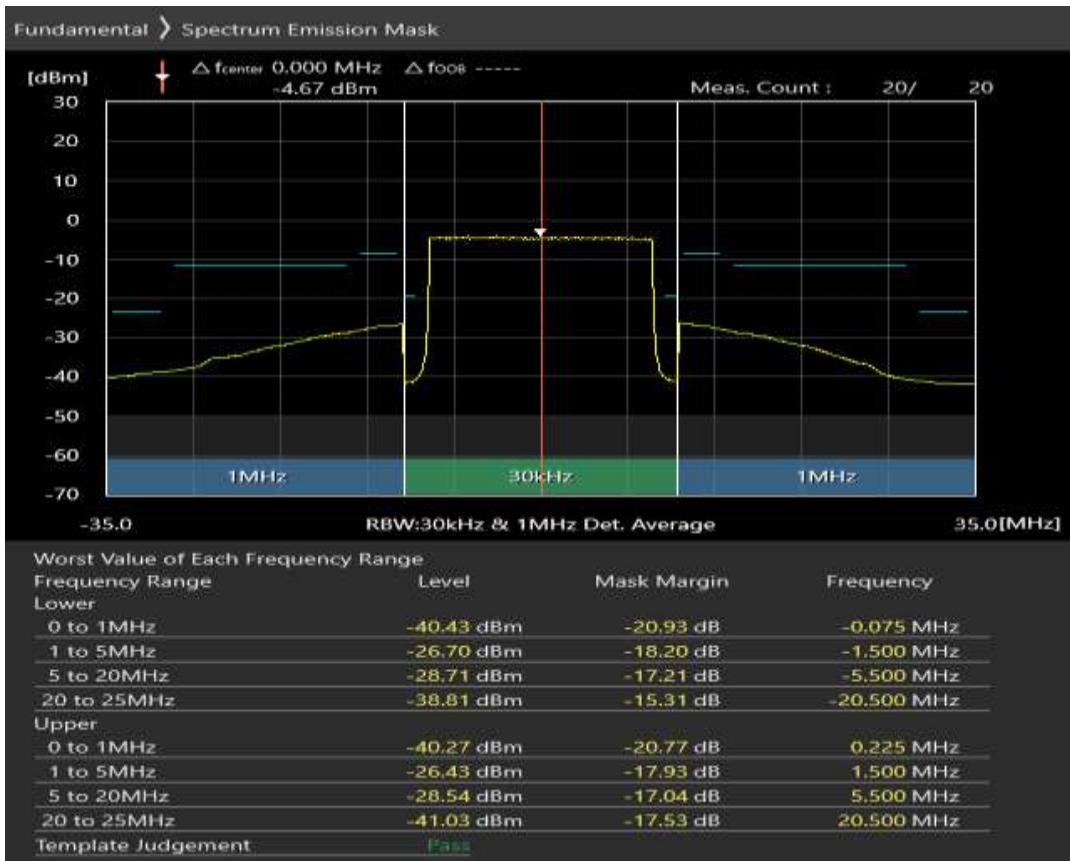 Fundamental ❯ Spectrum Emission Mask
[dBm] △ fcenter 0.000 MHz △ fOOB -----
-4.67 dBm Meas. Count : 20/ 20
30
20
10
0
-10
-20
-30
-40
-50
-60
1MHz 30kHz 1MHz
-70
-35.0 RBW:30kHz & 1MHz Det. Average 35.0[MHz]
Worst Value of Each Frequency Range
Frequency Range Level Mask Margin Frequency
Lower
0 to 1MHz -40.43 dBm -20.93 dB -0.075 MHz
1 to 5MHz -26.70 dBm -18.20 dB -1.500 MHz
5 to 20MHz -28.71 dBm -17.21 dB -5.500 MHz
20 to 25MHz -38.81 dBm -15.31 dB -20.500 MHz
Upper
0 to 1MHz -40.27 dBm -20.77 dB 0.225 MHz
1 to 5MHz -26.43 dBm -17.93 dB 1.500 MHz
5 to 20MHz -28.54 dBm -17.04 dB 5.500 MHz
20 to 25MHz -41.03 dBm -17.53 dB 20.500 MHz
Template Judgement Pass